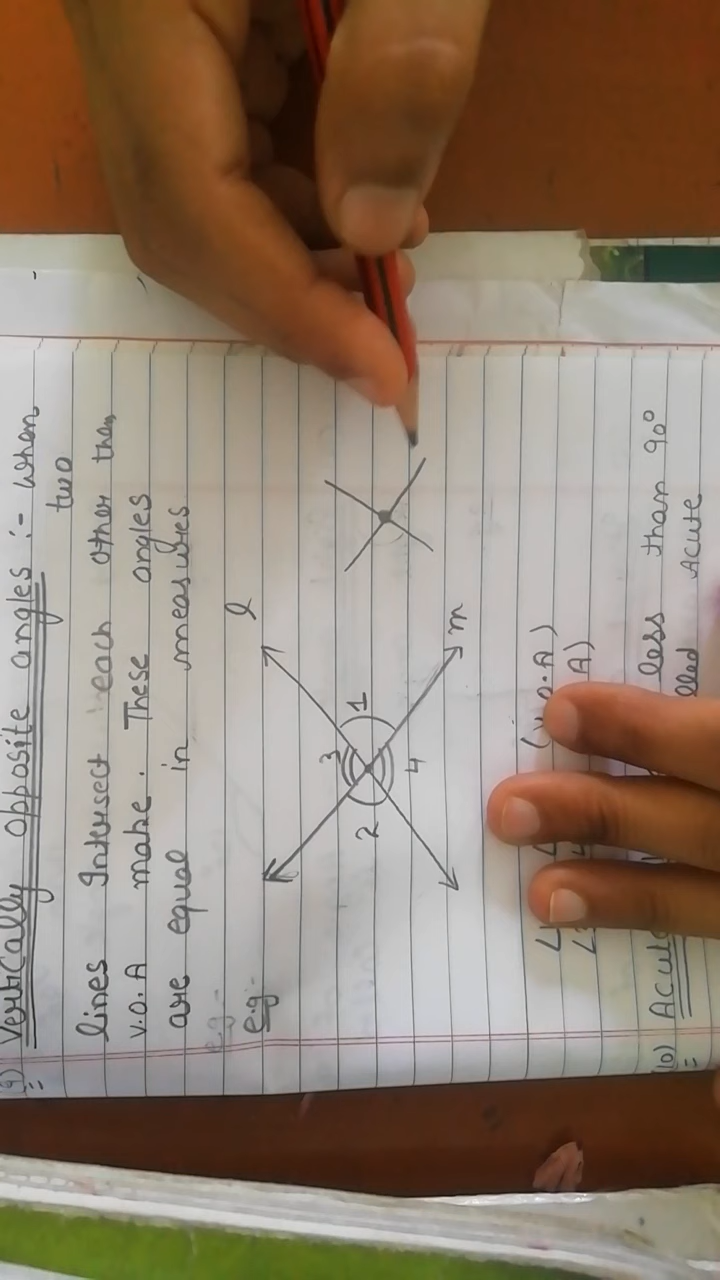 9) Vertically opposite angles :- when
two
lines Intersect each other then
V.O.A make. These angles
are equal in measures.
e.g:-
l
3
1
2
4
m
(V.O.A)
A)
10) Acute
less than 90°
lled Acute